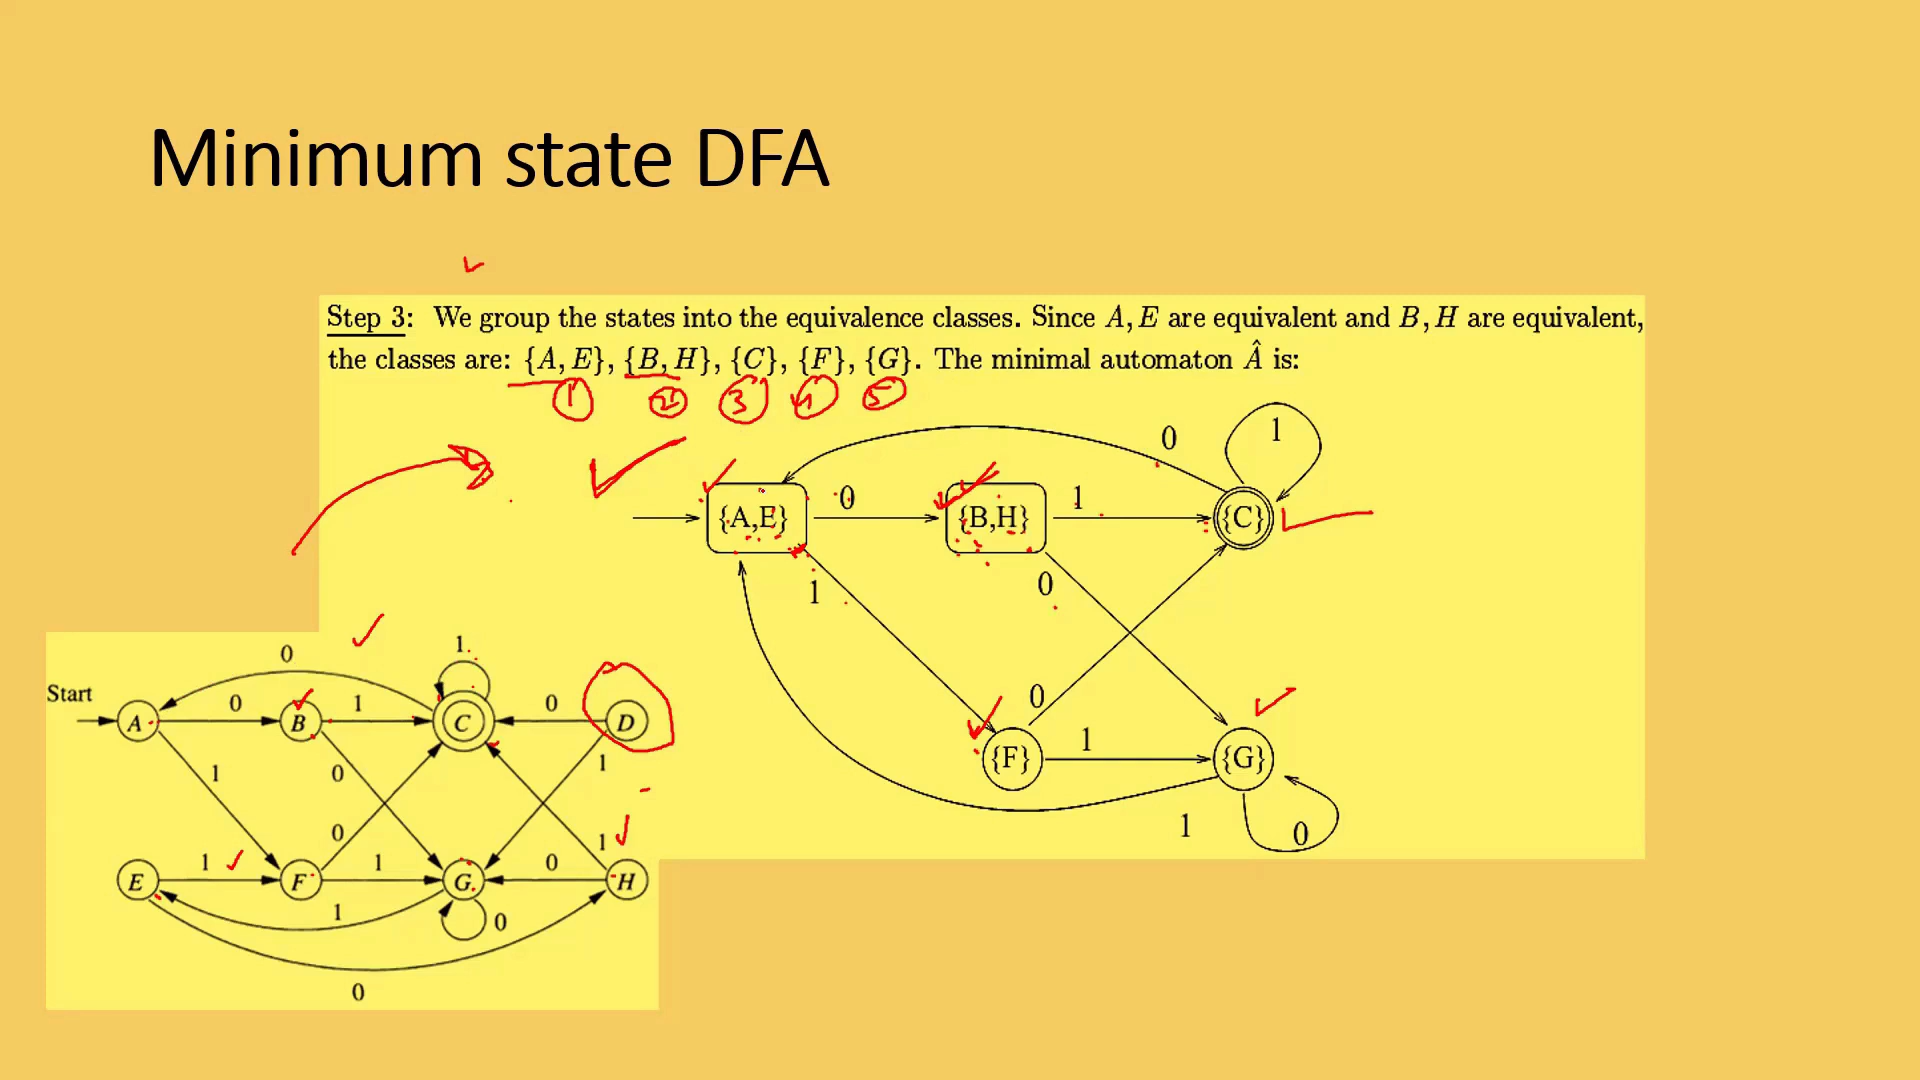 Minimum state DFA
Step 3: We group the states into the equivalence classes. Since A, E are equivalent and B, H are equivalent,
the classes are: {A, E}, {B, H}, {C}, {F}, {G}. The minimal automaton Â is:
1 2 3 4 5
0 1
{A,E} 0 {B,H} 1 {C}
1 0
0
{F} 1 {G}
1 0
0 1
Start A 0 B 1 C 0 D
1 0 1
0 1
E 1 F 1 G 0 H
1 0
0